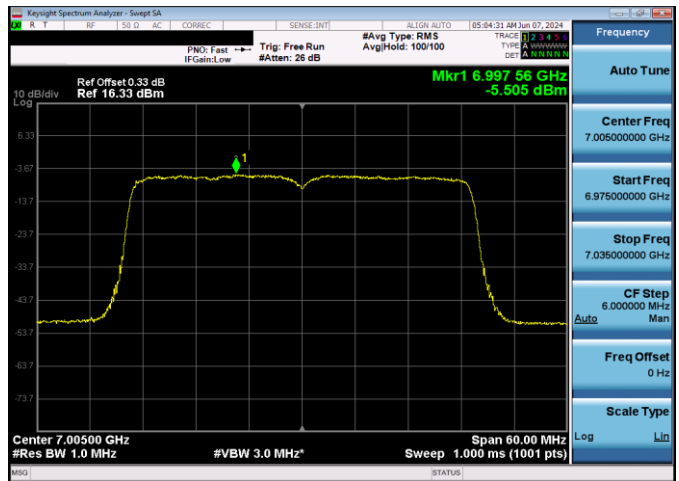 Keysight Spectrum Analyzer - Swept SA
LXI R T RF 50 Ω AC CORREC SENSE:INT ALIGN AUTO 05:04:31 AM Jun 07, 2024
PNO: Fast
IFGain:Low
Trig: Free Run
#Atten: 26 dB
#Avg Type: RMS
Avg|Hold: 100/100
TRACE 1 2 3 4 5 6
TYPE A WWWWW
DET A N N N N N
Mkr1 6.997 56 GHz
-5.505 dBm
Ref Offset 0.33 dB
10 dB/div Ref 16.33 dBm
Log
6.33
-3.67
-13.7
-23.7
-33.7
-43.7
-53.7
-63.7
-73.7
1
Center 7.00500 GHz Span 60.00 MHz
#Res BW 1.0 MHz #VBW 3.0 MHz* Sweep 1.000 ms (1001 pts)
MSG STATUS
Frequency
Auto Tune
Center Freq
7.005000000 GHz
Start Freq
6.975000000 GHz
Stop Freq
7.035000000 GHz
CF Step
6.000000 MHz
Auto Man
Freq Offset
0 Hz
Scale Type
Log Lin